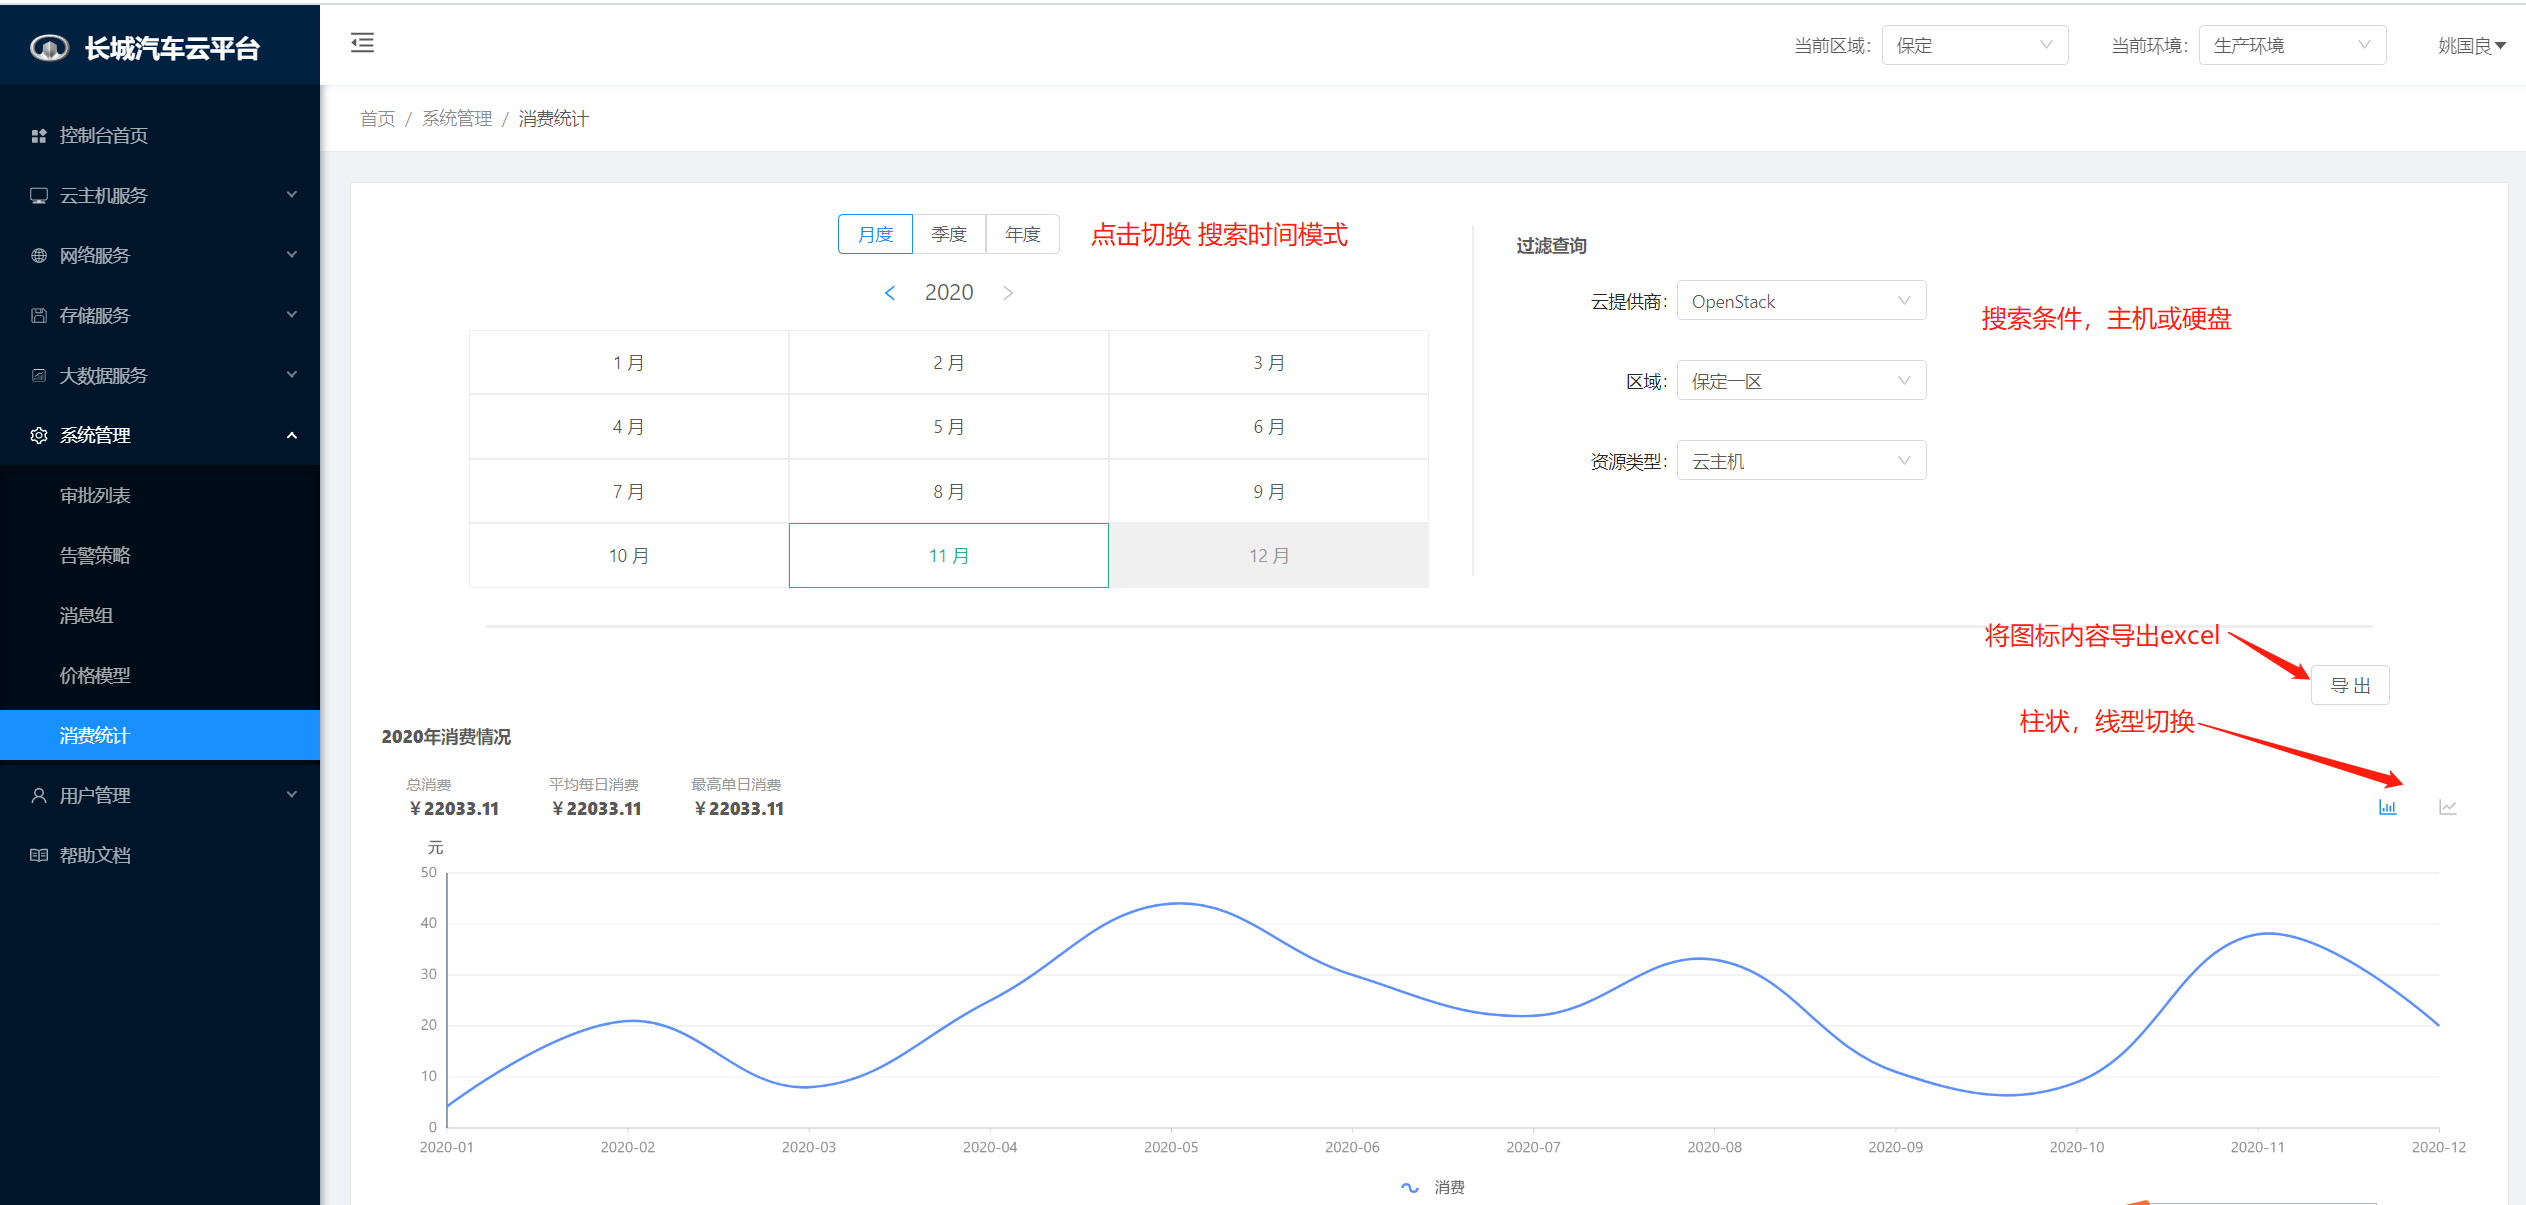 长城汽车云平台
当前区域: 保定
当前环境: 生产环境
姚国良
首页 / 系统管理 / 消费统计
控制台首页
云主机服务
网络服务
存储服务
大数据服务
系统管理
审批列表
告警策略
消息组
价格模型
消费统计
用户管理
帮助文档
月度 季度 年度
点击切换 搜索时间模式
2020
1 月 2 月 3 月
4 月 5 月 6 月
7 月 8 月 9 月
10 月 11 月 12 月
过滤查询
云提供商: OpenStack
搜索条件，主机或硬盘
区域: 保定一区
资源类型: 云主机
将图标内容导出excel
导 出
柱状，线型切换
2020年消费情况
总消费 平均每日消费 最高单日消费
¥22033.11 ¥22033.11 ¥22033.11
元
50
40
30
20
10
0
2020-01 2020-02 2020-03 2020-04 2020-05 2020-06 2020-07 2020-08 2020-09 2020-10 2020-11 2020-12
消费